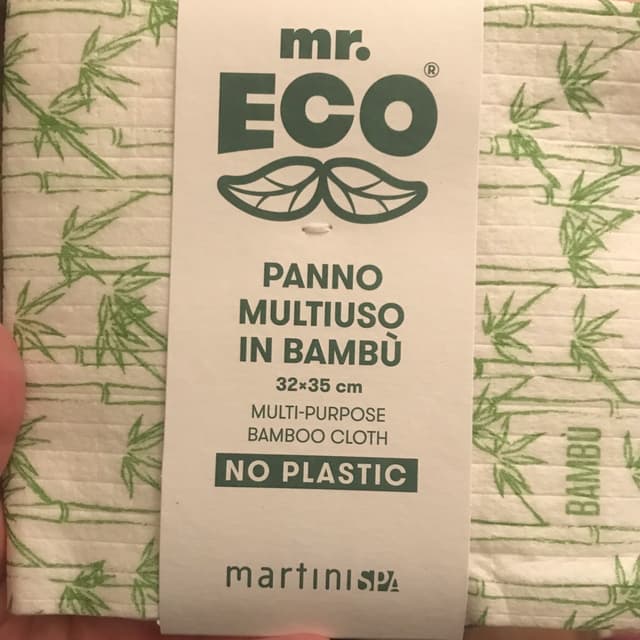 mr.
ECO®
PANNO
MULTIUSO
IN BAMBÙ
32×35 cm
MULTI-PURPOSE
BAMBOO CLOTH
NO PLASTIC
martiniSPA
BAMBÙ